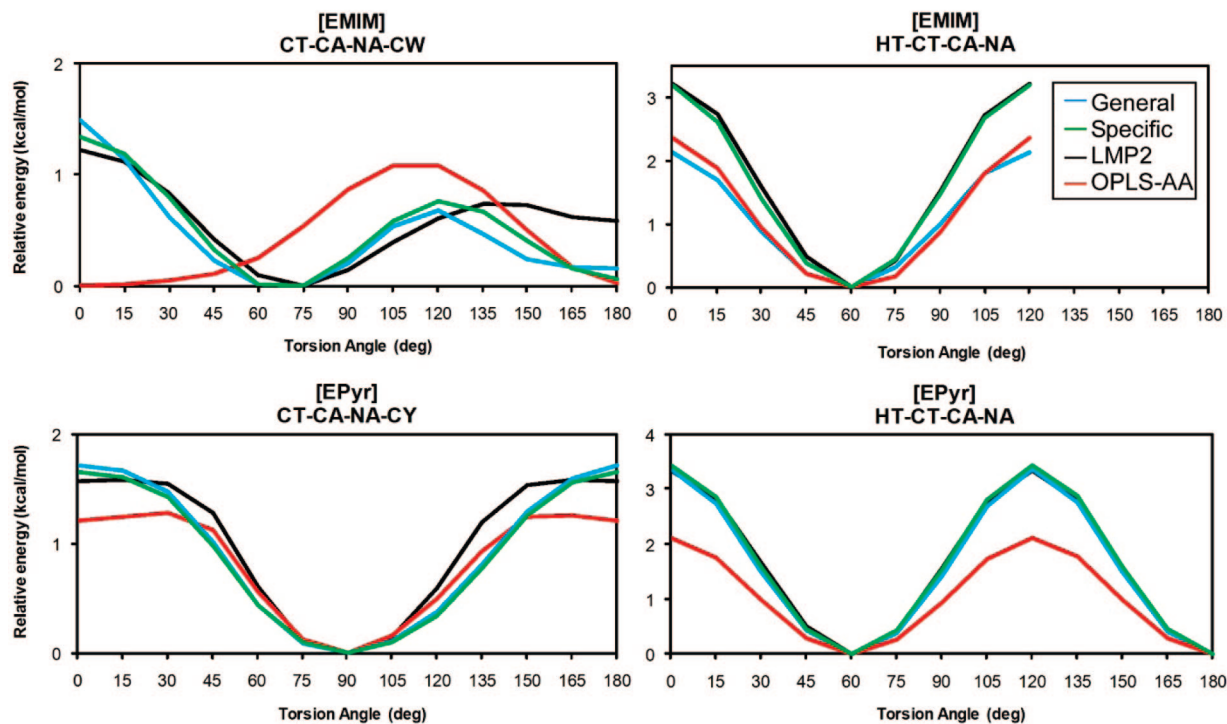 [EMIM]
CT-CA-NA-CW
Relative energy (kcal/mol)
2
1
0
0 15 30 45 60 75 90 105 120 135 150 165 180
Torsion Angle (deg)
[EMIM]
HT-CT-CA-NA
3
2
1
0
General
Specific
LMP2
OPLS-AA
0 15 30 45 60 75 90 105 120 135 150 165 180
Torsion Angle (deg)
[EPyr]
CT-CA-NA-CY
Relative energy (kcal/mol)
2
1
0
0 15 30 45 60 75 90 105 120 135 150 165 180
Torsion Angle (deg)
[EPyr]
HT-CT-CA-NA
4
3
2
1
0
0 15 30 45 60 75 90 105 120 135 150 165 180
Torsion Angle (deg)